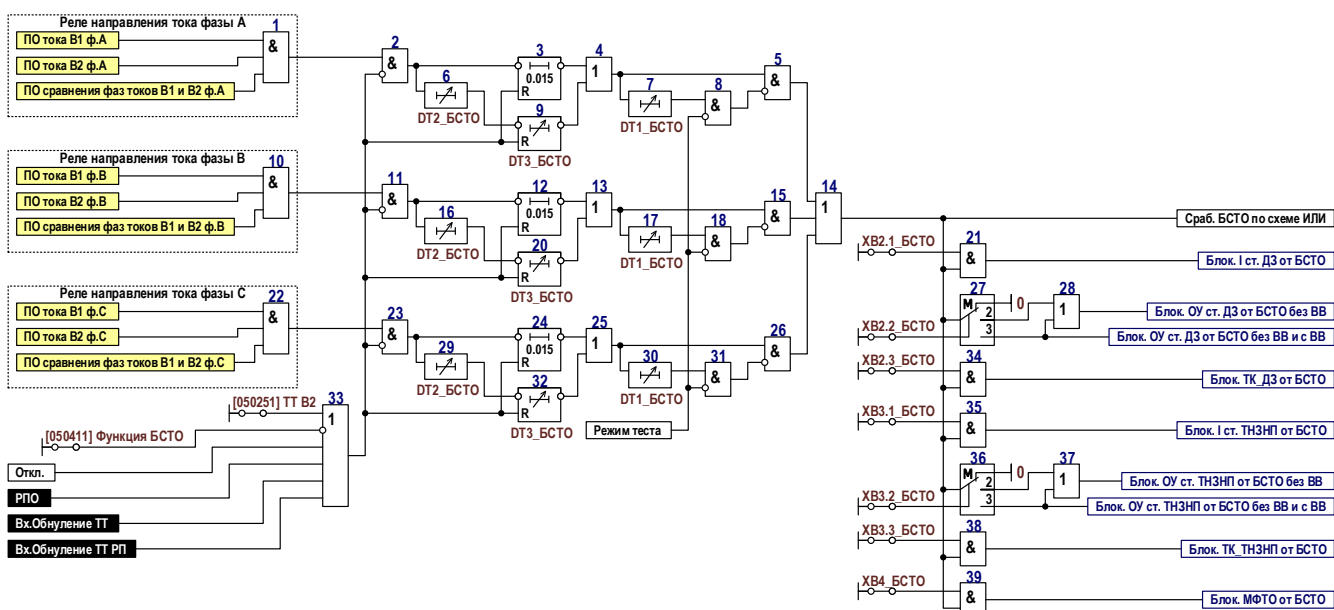 Реле направления тока фазы А
1
ПО тока В1 ф.А
&
ПО тока В2 ф.А
ПО сравнения фаз токов В1 и В2 ф.А
2
&
3
0.015
R
4
1
5
&
6
DT2_БСТО
7
DT1_БСТО
8
&
9
R
DT3_БСТО
Реле направления тока фазы В
10
ПО тока В1 ф.В
&
ПО тока В2 ф.В
ПО сравнения фаз токов В1 и В2 ф.В
11
&
12
0.015
R
13
1
14
1
15
&
16
DT2_БСТО
17
DT1_БСТО
18
&
20
R
DT3_БСТО
Реле направления тока фазы С
22
ПО тока В1 ф.С
&
ПО тока В2 ф.С
ПО сравнения фаз токов В1 и В2 ф.С
23
&
24
0.015
R
25
1
26
&
29
DT2_БСТО
30
DT1_БСТО
31
&
32
R
DT3_БСТО
Режим теста
[050251] ТТ В2
33
1
[050411] Функция БСТО
Откл.
РПО
Вх.Обнуление ТТ
Вх.Обнуление ТТ РП
Сраб. БСТО по схеме ИЛИ
XB2.1_БСТО
21
&
Блок. I ст. ДЗ от БСТО
27
M
0
2
3
28
1
Блок. ОУ ст. ДЗ от БСТО без ВВ
XB2.2_БСТО
Блок. ОУ ст. ДЗ от БСТО без ВВ и с ВВ
XB2.3_БСТО
34
&
Блок. ТК_ДЗ от БСТО
XB3.1_БСТО
35
&
Блок. I ст. ТНЗНП от БСТО
36
M
0
2
3
37
1
Блок. ОУ ст. ТНЗНП от БСТО без ВВ
XB3.2_БСТО
Блок. ОУ ст. ТНЗНП от БСТО без ВВ и с ВВ
XB3.3_БСТО
38
&
Блок. ТК_ТНЗНП от БСТО
XB4_БСТО
39
&
Блок. МФТО от БСТО